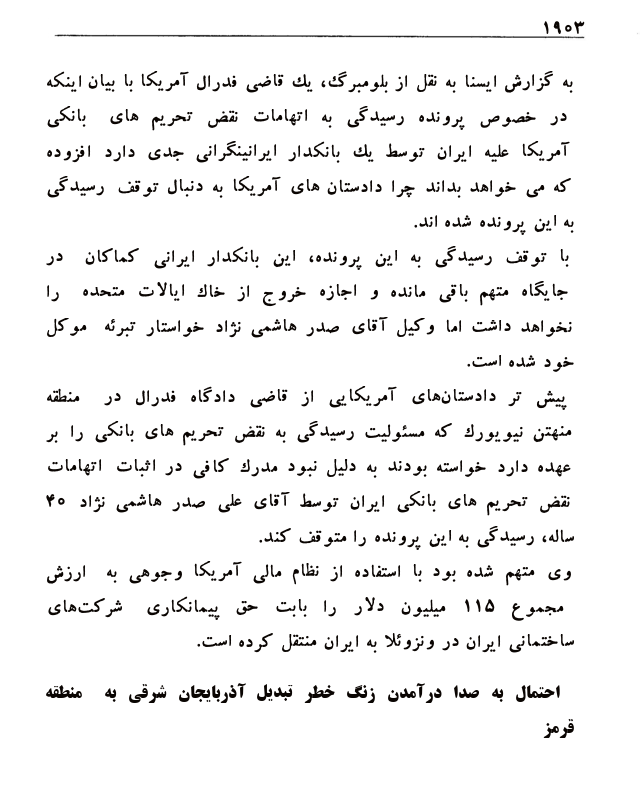 ۱۹۰۳
به گزارش ایسنا به نقل از بلومبرگ، یك قاضی فدرال آمریکا با بیان اینکه
در خصوص پرونده رسیدگی به اتهامات نقض تحریم های بانکی
آمریکا علیه ایران توسط یك بانکدار ایرانینگرانی جدی دارد افزوده
که می خواهد بداند چرا دادستان های آمریکا به دنبال توقف رسیدگی
به این پرونده شده اند.
با توقف رسیدگی به این پرونده، این بانکدار ایرانی کماکان در
جایگاه متهم باقی مانده و اجازه خروج از خاك ایالات متحده را
نخواهد داشت اما وکیل آقای صدر هاشمی نژاد خواستار تبرئه موکل
خود شده است.
پیش تر دادستان‌های آمریکایی از قاضی دادگاه فدرال در منطقه
منهتن نیویورك که مسئولیت رسیدگی به نقض تحریم های بانکی را بر
عهده دارد خواسته بودند به دلیل نبود مدرك کافی در اثبات اتهامات
نقض تحریم های بانکی ایران توسط آقای علی صدر هاشمی نژاد ۴۰
ساله، رسیدگی به این پرونده را متوقف کند.
وی متهم شده بود با استفاده از نظام مالی آمریکا وجوهی به ارزش
مجموع ۱۱۵ میلیون دلار را بابت حق پیمانکاری شرکت‌های
ساختمانی ایران در ونزوئلا به ایران منتقل کرده است.
احتمال به صدا درآمدن زنگ خطر تبدیل آذربایجان شرقی به منطقه
قرمز